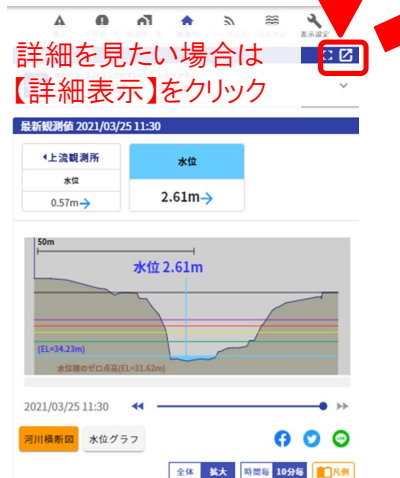 表示設定
詳細を見たい場合は
【詳細表示】をクリック
最新観測値 2021/03/25 11:30
上流観測所
水位
0.57m→
水位
2.61m→
50m
水位 2.61m
(EL=34.23m)
水位標のゼロ点高(EL=31.62m)
2021/03/25 11:30
河川横断図
水位グラフ
全体
拡大
時間毎
10分毎
凡例